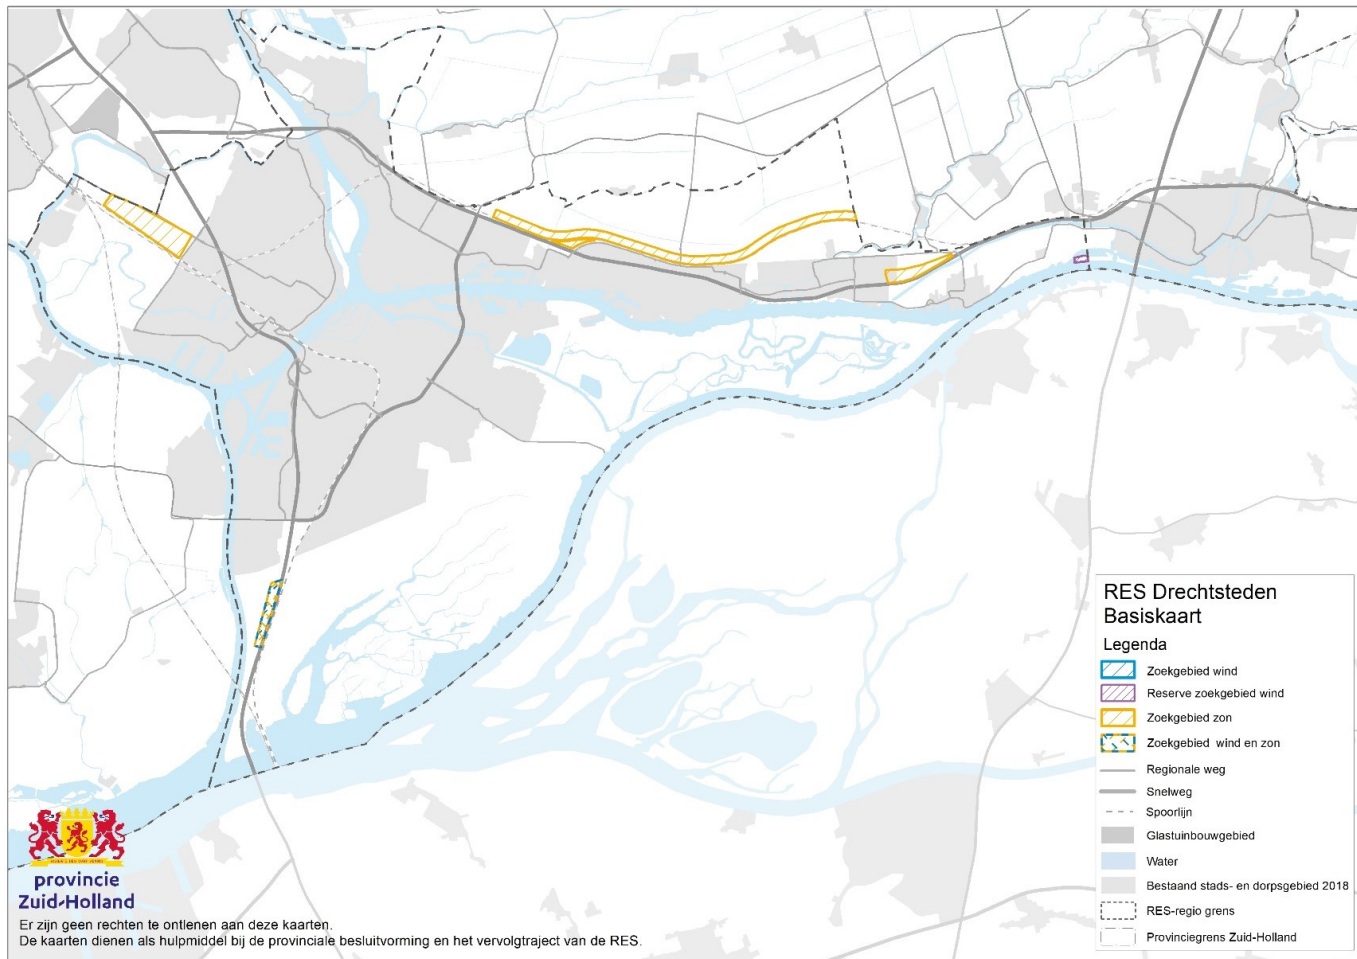 RES Drechtsteden
Basiskaart
Legenda
Zoekgebied wind
Reserve zoekgebied wind
Zoekgebied zon
Zoekgebied wind en zon
Regionale weg
Snelweg
Spoorlijn
Glastuinbouwgebied
Water
Bestaand stads- en dorpsgebied 2018
RES-regio grens
Provinciegrens Zuid-Holland
provincie
Zuid-Holland
Er zijn geen rechten te ontlenen aan deze kaarten.
De kaarten dienen als hulpmiddel bij de provinciale besluitvorming en het vervolgtraject van de RES.